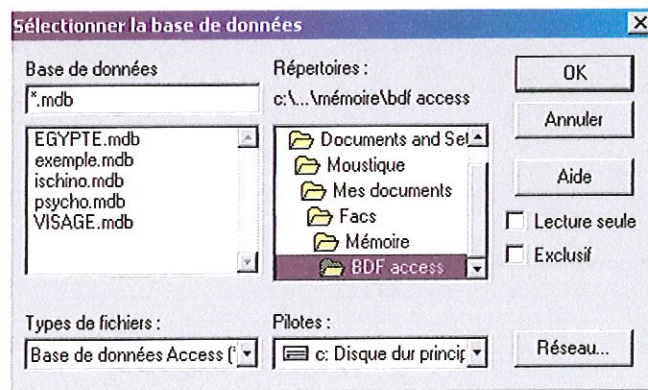 Sélectionner la base de données
Base de données
*.mdb
EGYPTE.mdb
exemple.mdb
ischino.mdb
psycho.mdb
VISAGE.mdb
Types de fichiers :
Base de données Access (
Répertoires :
c:\...\mémoire\bdf access
Documents and Set
Moustique
Mes documents
Facs
Mémoire
BDF access
Pilotes :
c: Disque dur princip
OK
Annuler
Aide
Lecture seule
Exclusif
Réseau...